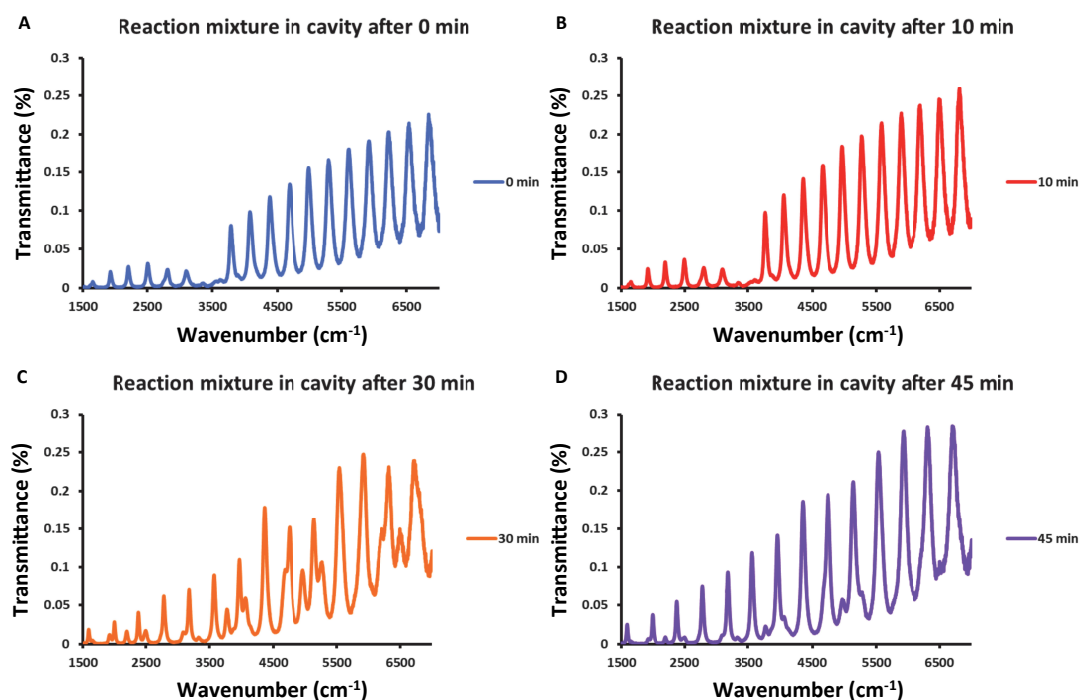 A
Reaction mixture in cavity after 0 min
0.3
0.25
0.2
0.15
0.1
0.05
0
1500 2500 3500 4500 5500 6500
Transmittance (%)
Wavenumber (cm⁻¹)
0 min
B
Reaction mixture in cavity after 10 min
0.3
0.25
0.2
0.15
0.1
0.05
0
1500 2500 3500 4500 5500 6500
Transmittance (%)
Wavenumber (cm⁻¹)
10 min
C
Reaction mixture in cavity after 30 min
0.3
0.25
0.2
0.15
0.1
0.05
0
1500 2500 3500 4500 5500 6500
Transmittance (%)
Wavenumber (cm⁻¹)
30 min
D
Reaction mixture in cavity after 45 min
0.3
0.25
0.2
0.15
0.1
0.05
0
1500 2500 3500 4500 5500 6500
Transmittance (%)
Wavenumber (cm⁻¹)
45 min